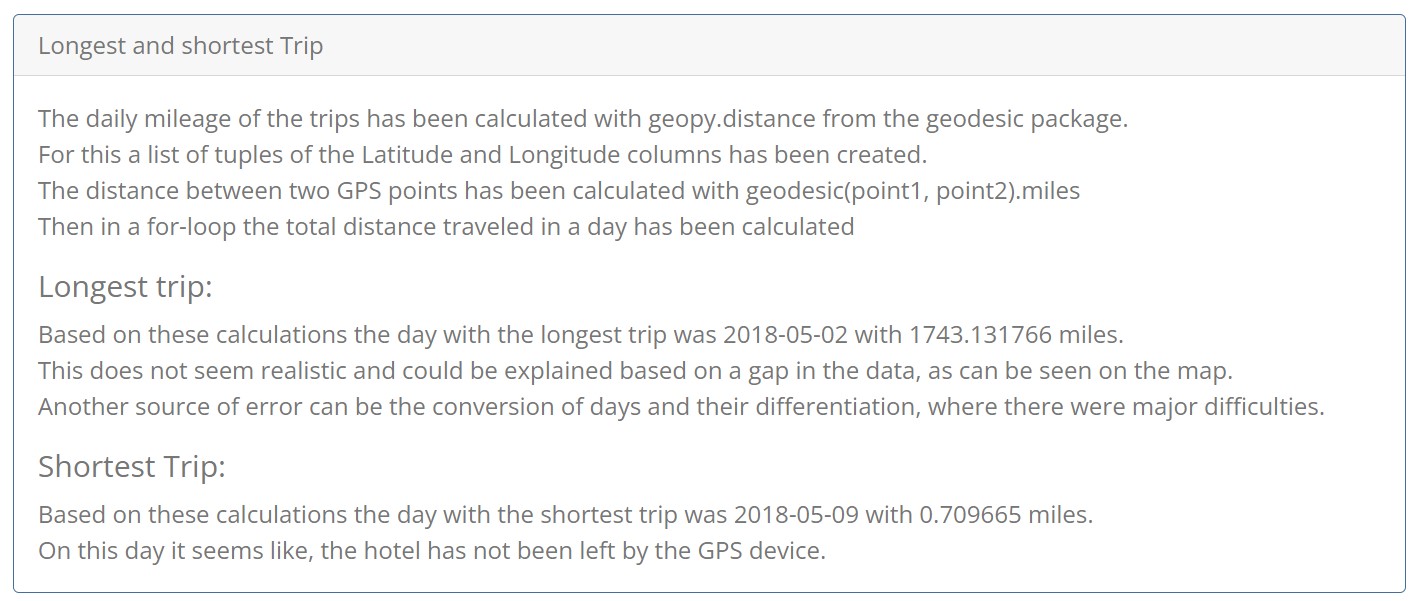 Longest and shortest Trip
The daily mileage of the trips has been calculated with geopy.distance from the geodesic package.
For this a list of tuples of the Latitude and Longitude columns has been created.
The distance between two GPS points has been calculated with geodesic(point1, point2).miles
Then in a for-loop the total distance traveled in a day has been calculated
Longest trip:
Based on these calculations the day with the longest trip was 2018-05-02 with 1743.131766 miles.
This does not seem realistic and could be explained based on a gap in the data, as can be seen on the map.
Another source of error can be the conversion of days and their differentiation, where there were major difficulties.
Shortest Trip:
Based on these calculations the day with the shortest trip was 2018-05-09 with 0.709665 miles.
On this day it seems like, the hotel has not been left by the GPS device.